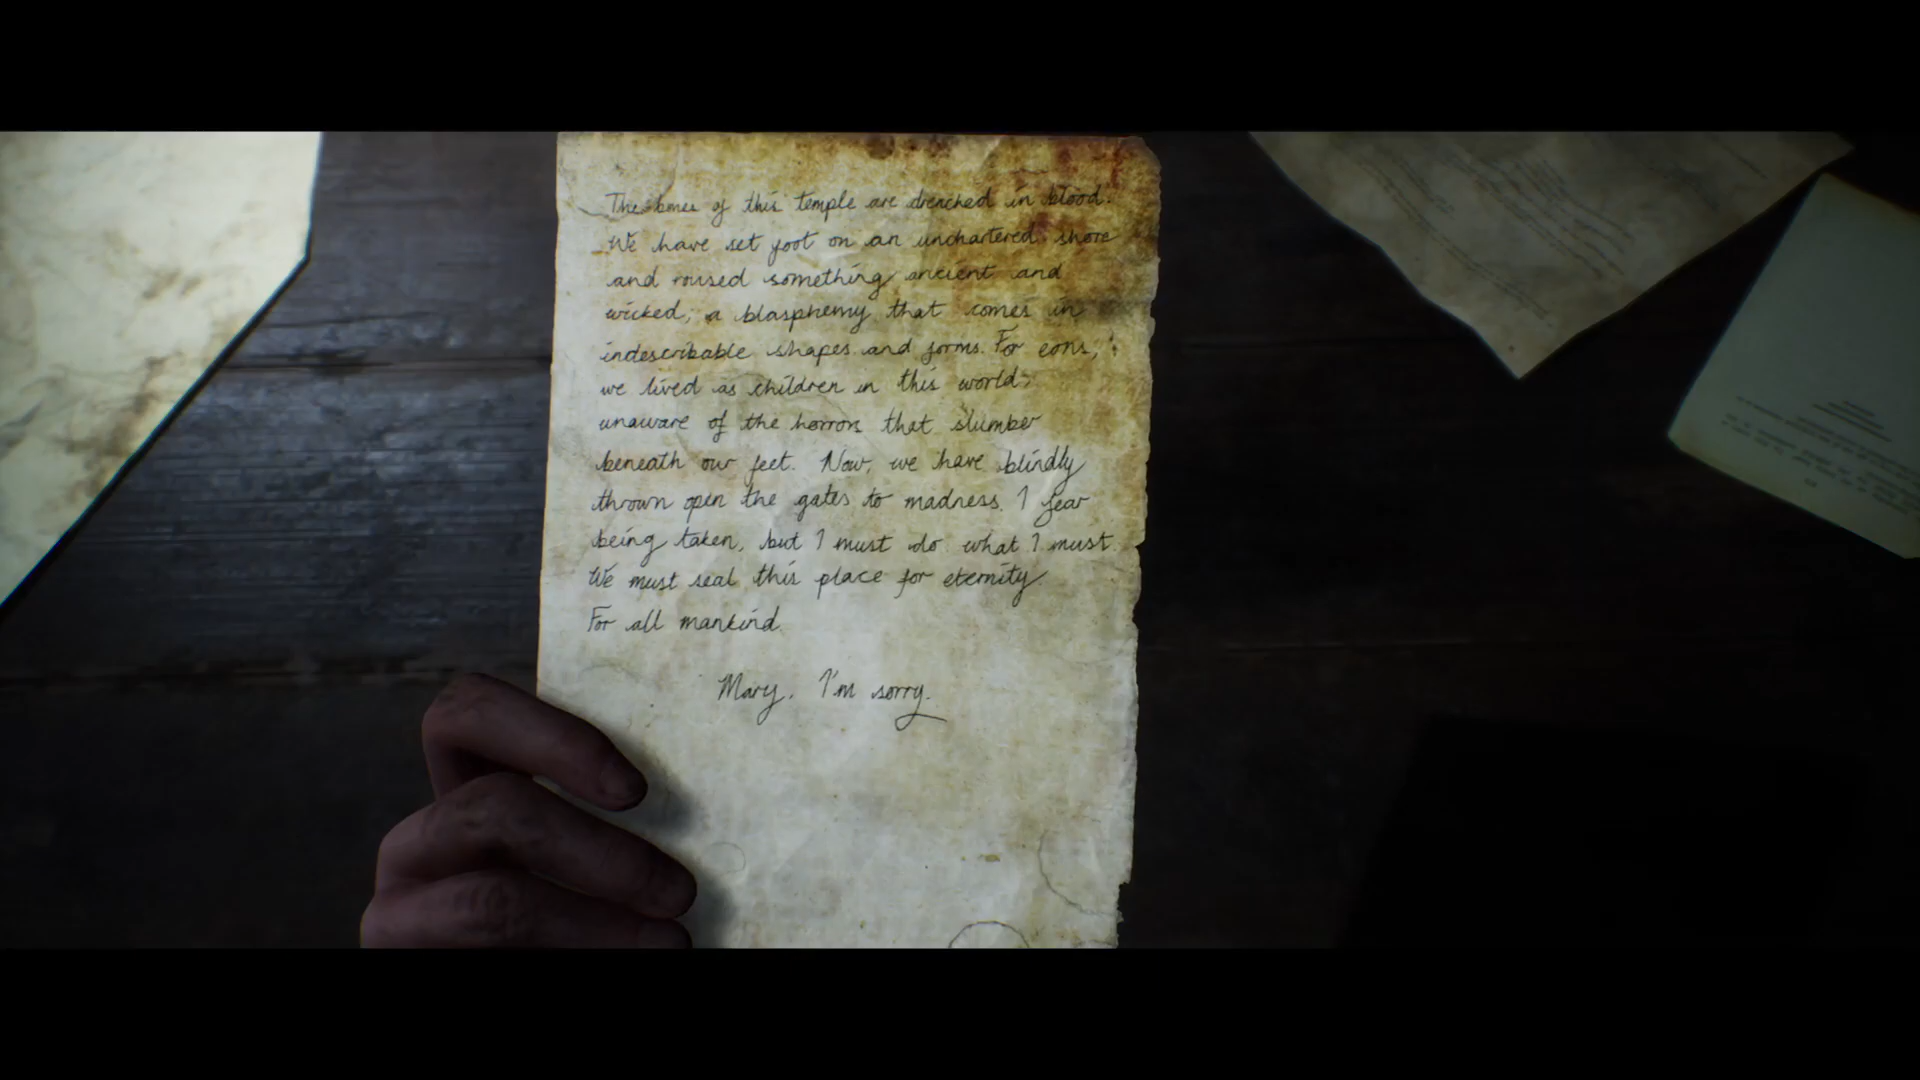 The bones of this temple are drenched in blood.
We have set foot on an unchartered shore
and roused something ancient and
wicked, a blasphemy that comes in
indescribable shapes and forms. For eons,
we lived as children in this world,
unaware of the horrors that slumber
beneath our feet. Now, we have blindly
thrown open the gates to madness. I fear
being taken, but I must do what I must.
We must seal this place for eternity.
For all mankind.
Mary, I'm sorry.